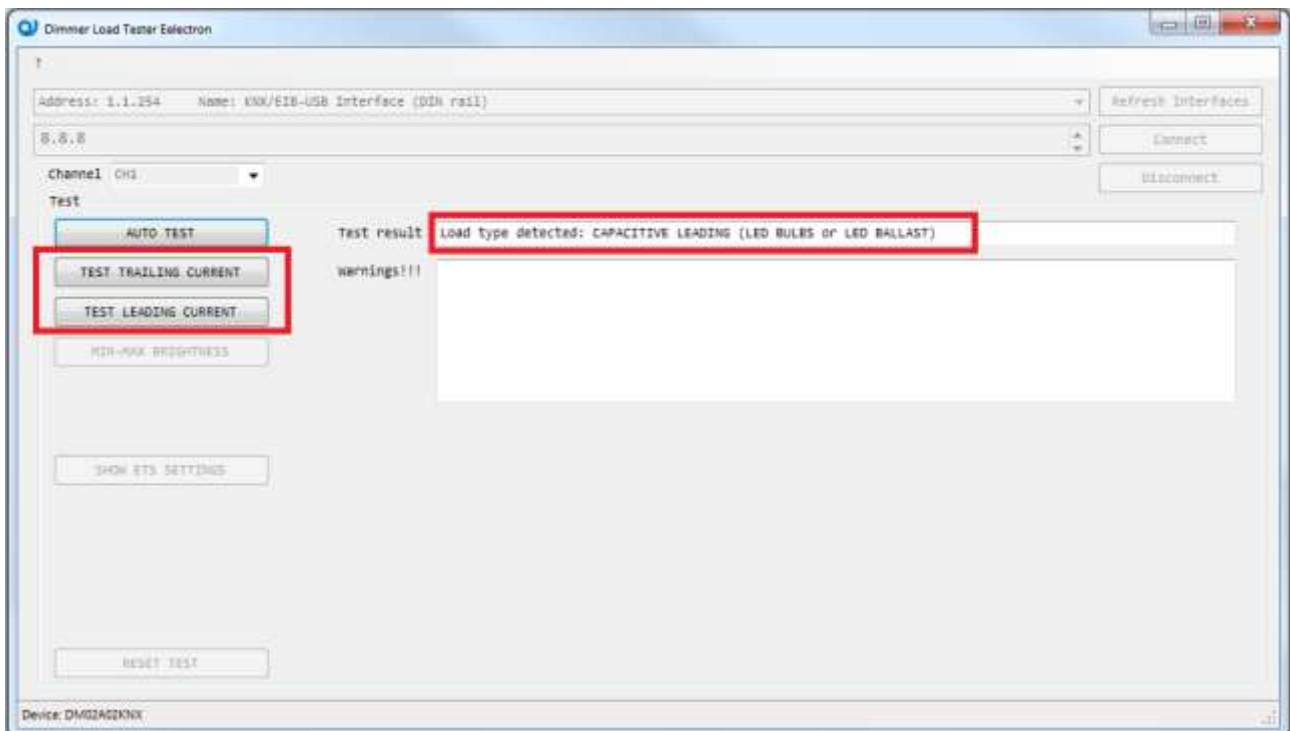 Dimmer Load Tester Eelectron
?
Address: 1.1.254 Name: KNX/EIB-USB Interface (DIN rail)
Refresh Interfaces
8.8.8
Connect
Channel CH1
Disconnect
Test
AUTO TEST
Test result Load type detected: CAPACITIVE LEADING (LED BULBS or LED BALLAST)
TEST TRAILING CURRENT
Warnings!!!
TEST LEADING CURRENT
MIN-MAX BRIGHTNESS
SHOW ETS SETTINGS
RESET TEST
Device: DM02A02KNX